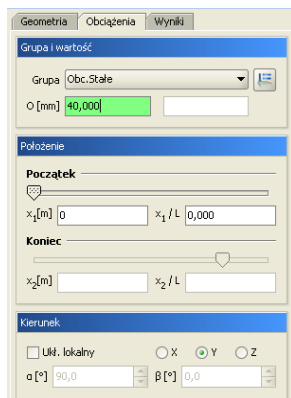 Geometria Obciążenia Wyniki
Grupa i wartość
Grupa Obc.Stałe
O [mm] 40,000
Położenie
Początek
x1[m] 0 x1 / L 0,000
Koniec
x2[m] x2 / L
Kierunek
Ukł. lokalny X Y Z
α [°] 90,0 β [°] 0,0